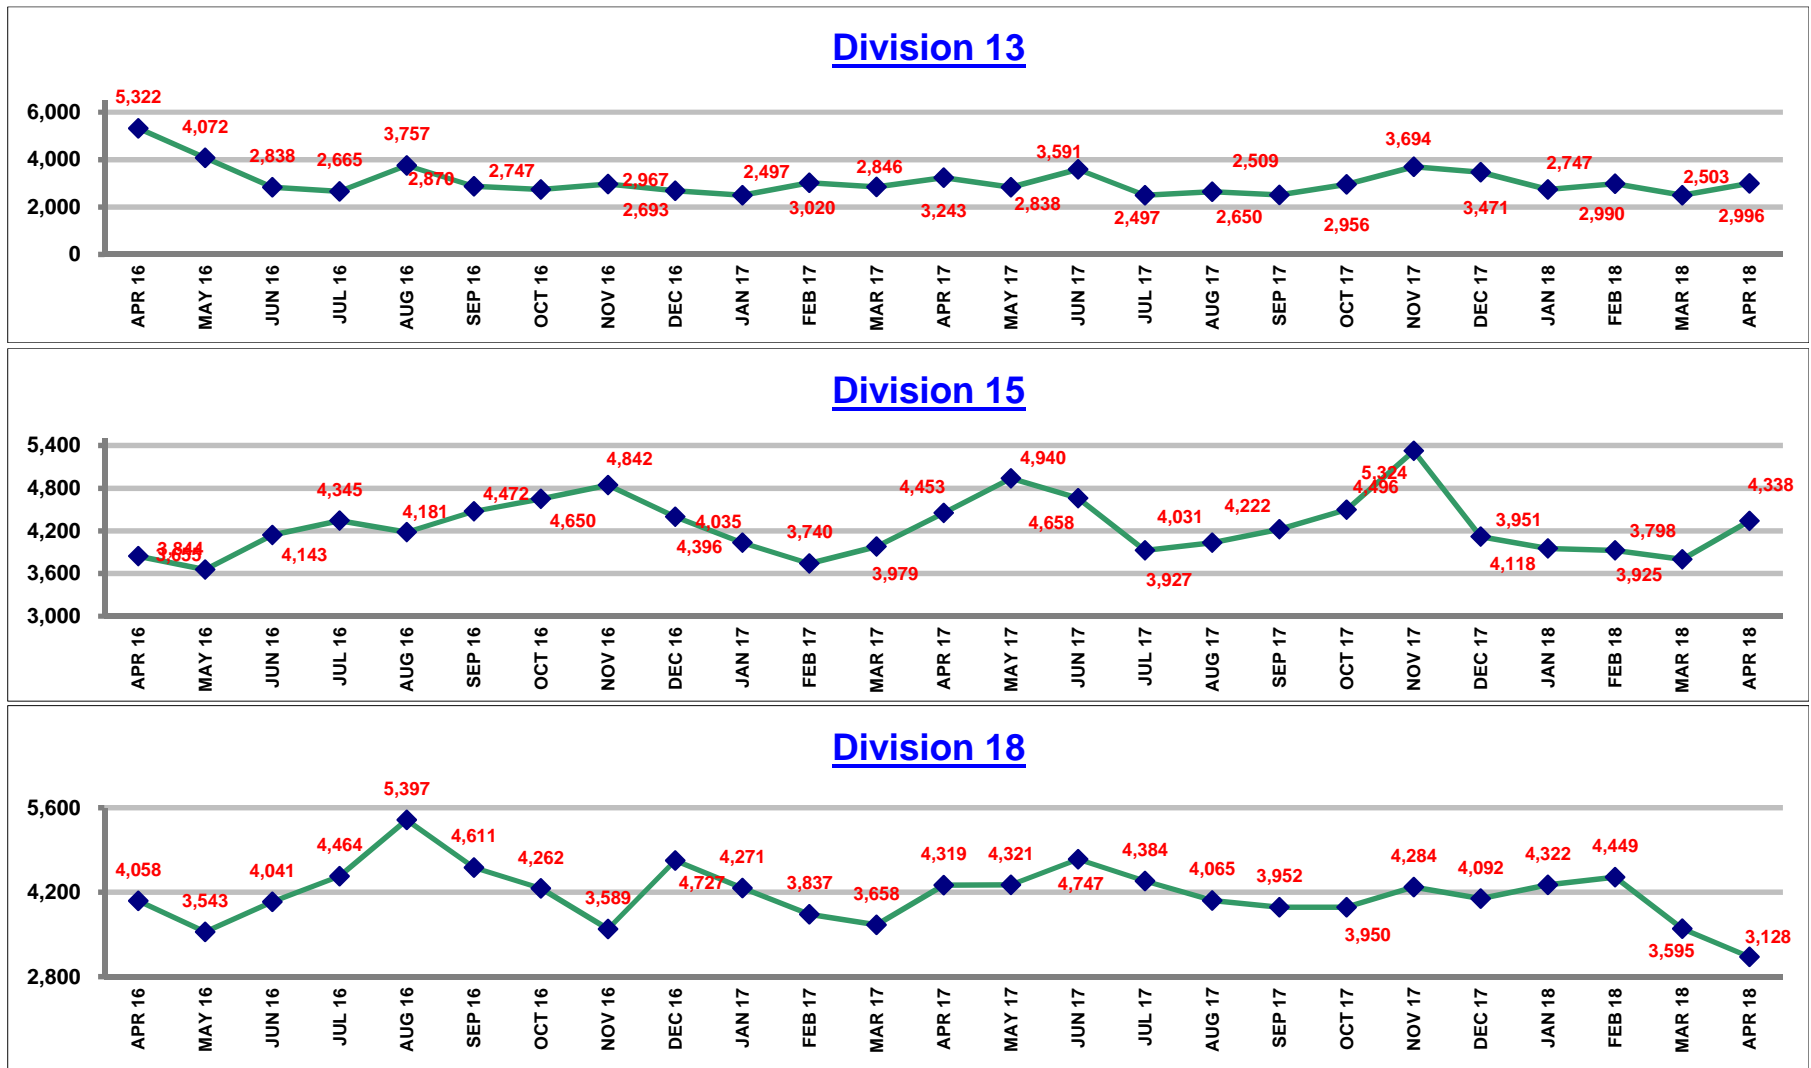 Division 13
5,322
6,000
4,072
3,757
3,694
3,591
2,838
2,665
2,846
2,509
2,747
4,000
2,870
2,747
2,967
2,497
2,503
2,000
2,693
3,020
3,243
2,838
2,497
2,650
2,956
3,471
2,990
2,996
0
APR 16
MAY 16
JUN 16
JUL 16
AUG 16
SEP 16
OCT 16
NOV 16
DEC 16
JAN 17
FEB 17
MAR 17
APR 17
MAY 17
JUN 17
JUL 17
AUG 17
SEP 17
OCT 17
NOV 17
DEC 17
JAN 18
FEB 18
MAR 18
APR 18
Division 15
5,400
4,842
4,940
5,324
4,800
4,345
4,472
4,453
4,496
4,338
4,181
4,650
4,658
4,222
4,200
4,035
3,740
4,031
3,951
3,798
3,844
3,655
4,143
4,396
4,118
3,600
3,979
3,927
3,925
3,000
APR 16
MAY 16
JUN 16
JUL 16
AUG 16
SEP 16
OCT 16
NOV 16
DEC 16
JAN 17
FEB 17
MAR 17
APR 17
MAY 17
JUN 17
JUL 17
AUG 17
SEP 17
OCT 17
NOV 17
DEC 17
JAN 18
FEB 18
MAR 18
APR 18
Division 18
5,397
5,600
4,611
4,058
4,041
4,464
4,262
4,271
4,319
4,321
4,384
4,284
4,322
4,449
3,543
3,589
4,727
3,837
3,658
4,747
4,065
3,952
4,092
4,200
3,950
3,595
3,128
2,800
APR 16
MAY 16
JUN 16
JUL 16
AUG 16
SEP 16
OCT 16
NOV 16
DEC 16
JAN 17
FEB 17
MAR 17
APR 17
MAY 17
JUN 17
JUL 17
AUG 17
SEP 17
OCT 17
NOV 17
DEC 17
JAN 18
FEB 18
MAR 18
APR 18